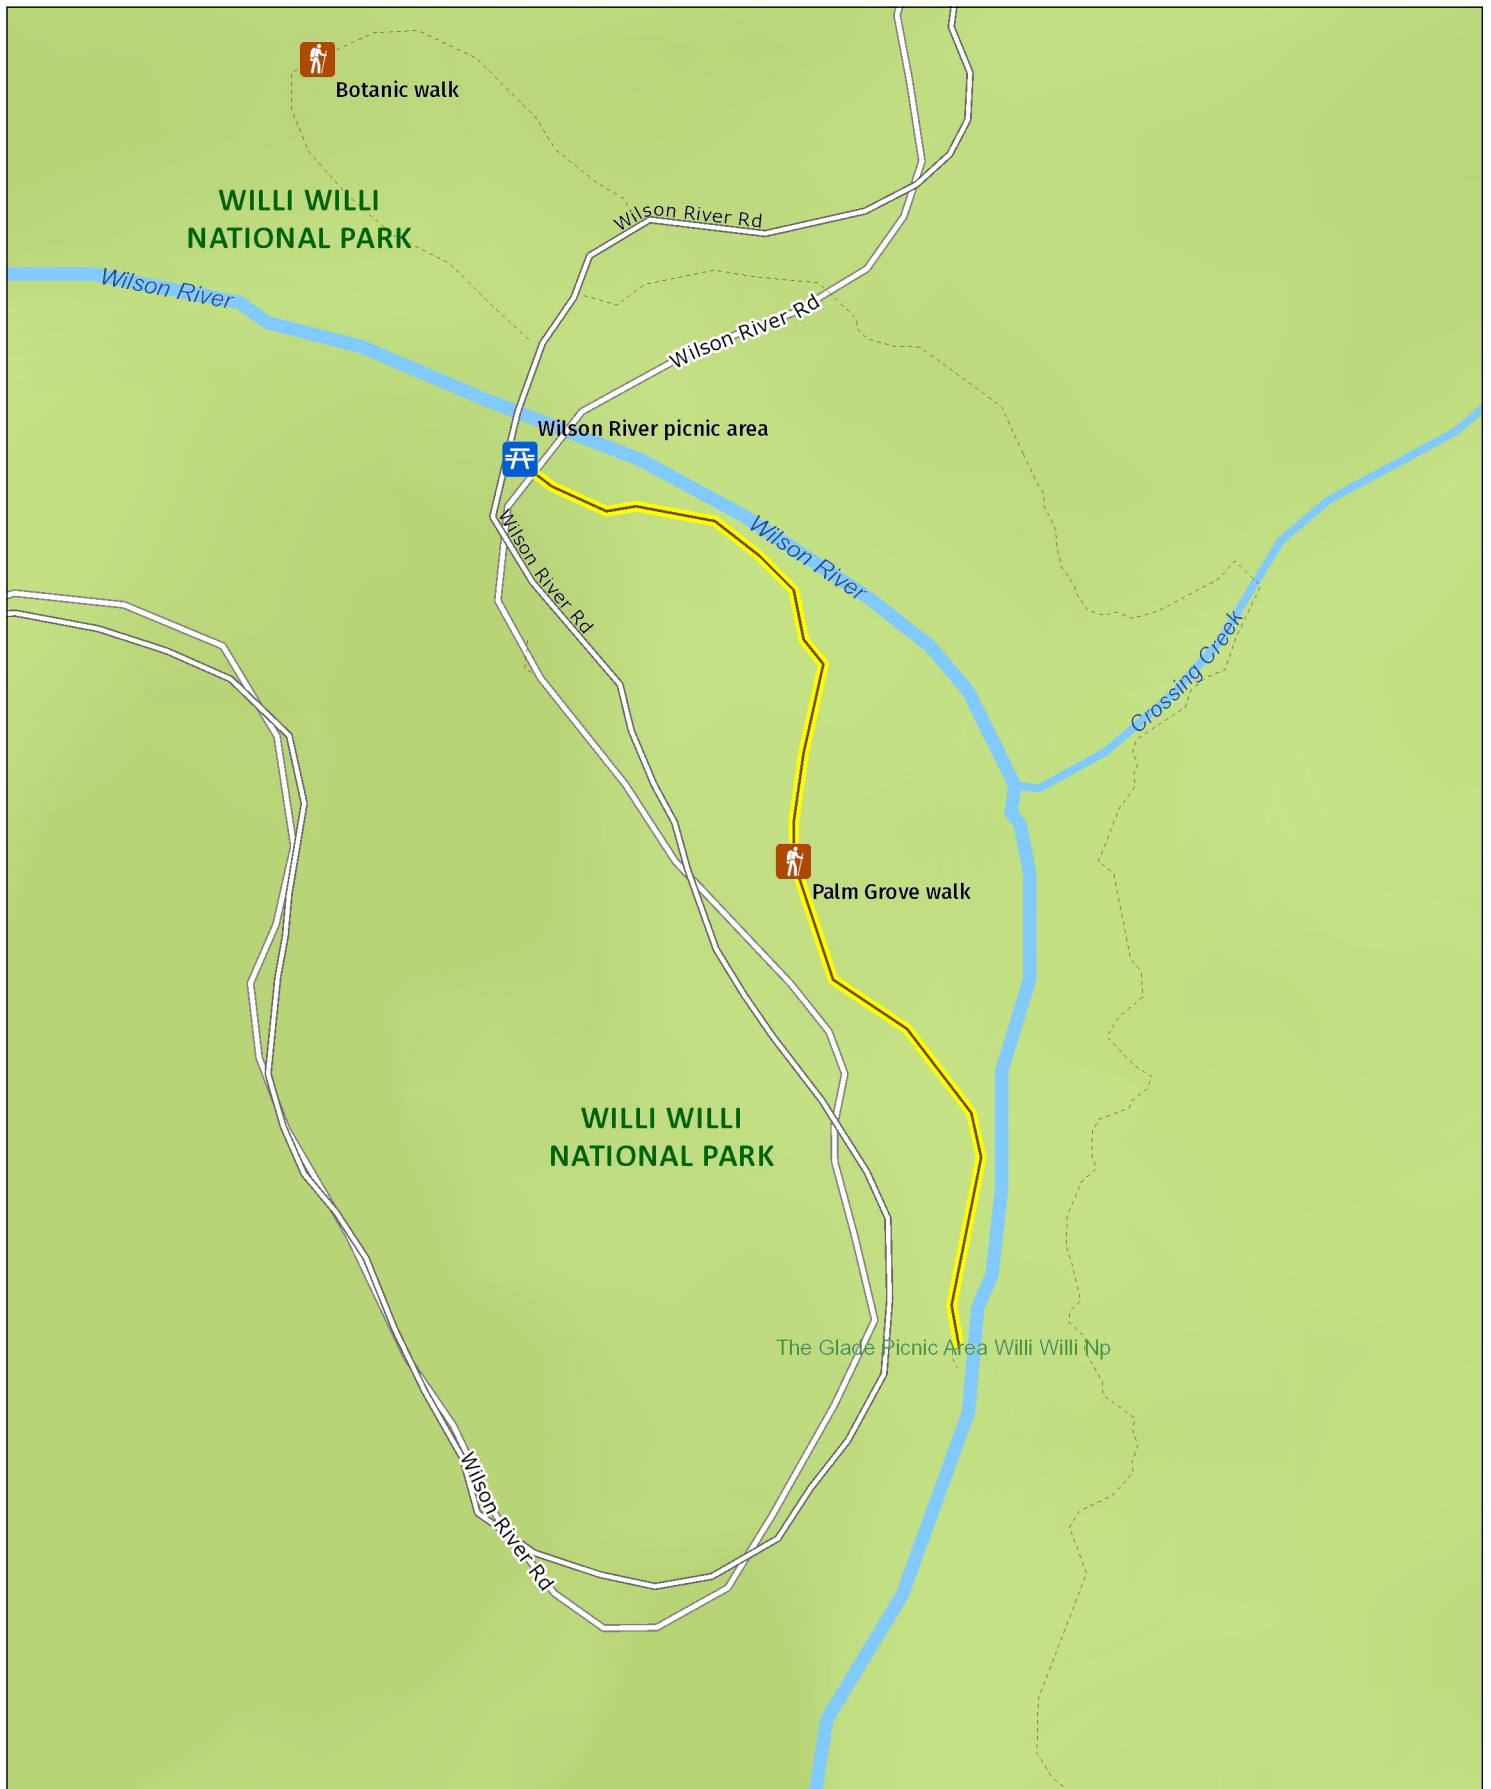 Botanic walk
WILLI WILLI
NATIONAL PARK
Wilson River Rd
Wilson River
Wilson River Rd
Wilson River picnic area
Wilson River Rd
Wilson River
Crossing Creek
Palm Grove walk
WILLI WILLI
NATIONAL PARK
The Glade Picnic Area Willi Willi Np
Wilson River Rd